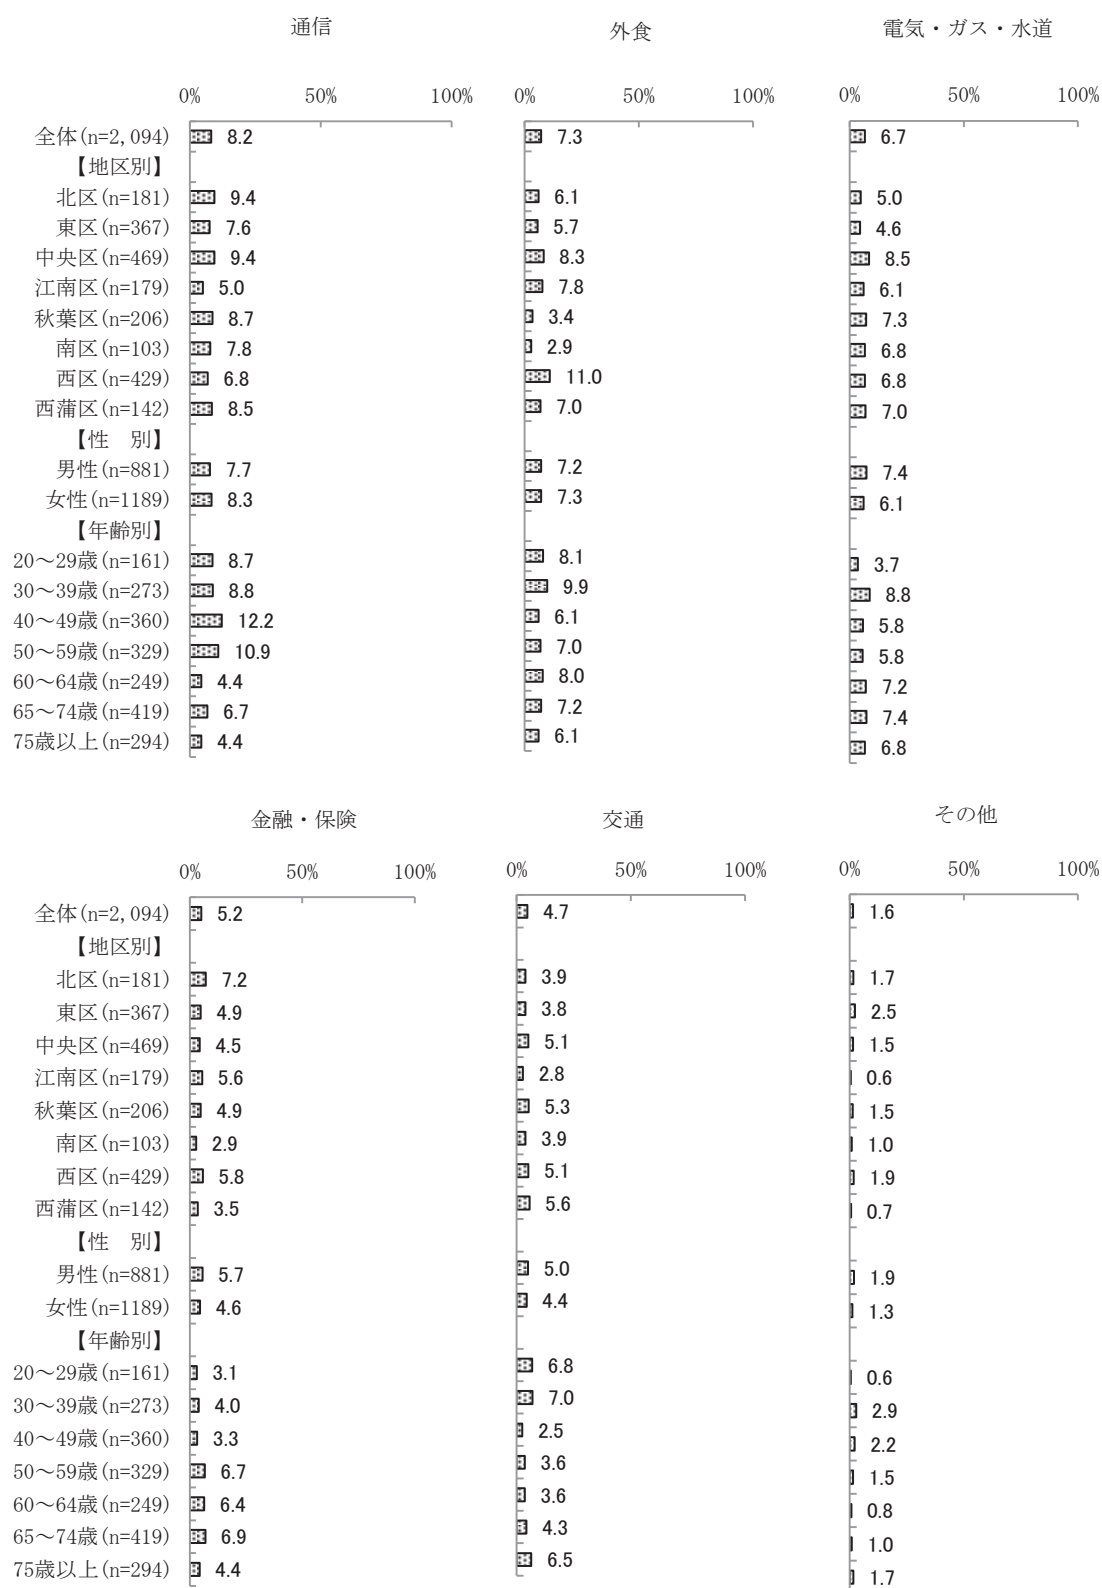 通信 外食 電気・ガス・水道
0% 50% 100% 0% 50% 100% 0% 50% 100%
全体(n=2,094) 8.2 7.3 6.7
【地区別】
北区(n=181) 9.4 6.1 5.0
東区(n=367) 7.6 5.7 4.6
中央区(n=469) 9.4 8.3 8.5
江南区(n=179) 5.0 7.8 6.1
秋葉区(n=206) 8.7 3.4 7.3
南区(n=103) 7.8 2.9 6.8
西区(n=429) 6.8 11.0 6.8
西蒲区(n=142) 8.5 7.0 7.0
【性　別】
男性(n=881) 7.7 7.2 7.4
女性(n=1189) 8.3 7.3 6.1
【年齢別】
20～29歳(n=161) 8.7 8.1 3.7
30～39歳(n=273) 8.8 9.9 8.8
40～49歳(n=360) 12.2 6.1 5.8
50～59歳(n=329) 10.9 7.0 5.8
60～64歳(n=249) 4.4 8.0 7.2
65～74歳(n=419) 6.7 7.2 7.4
75歳以上(n=294) 4.4 6.1 6.8
金融・保険 交通 その他
0% 50% 100% 0% 50% 100% 0% 50% 100%
全体(n=2,094) 5.2 4.7 1.6
【地区別】
北区(n=181) 7.2 3.9 1.7
東区(n=367) 4.9 3.8 2.5
中央区(n=469) 4.5 5.1 1.5
江南区(n=179) 5.6 2.8 0.6
秋葉区(n=206) 4.9 5.3 1.5
南区(n=103) 2.9 3.9 1.0
西区(n=429) 5.8 5.1 1.9
西蒲区(n=142) 3.5 5.6 0.7
【性　別】
男性(n=881) 5.7 5.0 1.9
女性(n=1189) 4.6 4.4 1.3
【年齢別】
20～29歳(n=161) 3.1 6.8 0.6
30～39歳(n=273) 4.0 7.0 2.9
40～49歳(n=360) 3.3 2.5 2.2
50～59歳(n=329) 6.7 3.6 1.5
60～64歳(n=249) 6.4 3.6 0.8
65～74歳(n=419) 6.9 4.3 1.0
75歳以上(n=294) 4.4 6.5 1.7